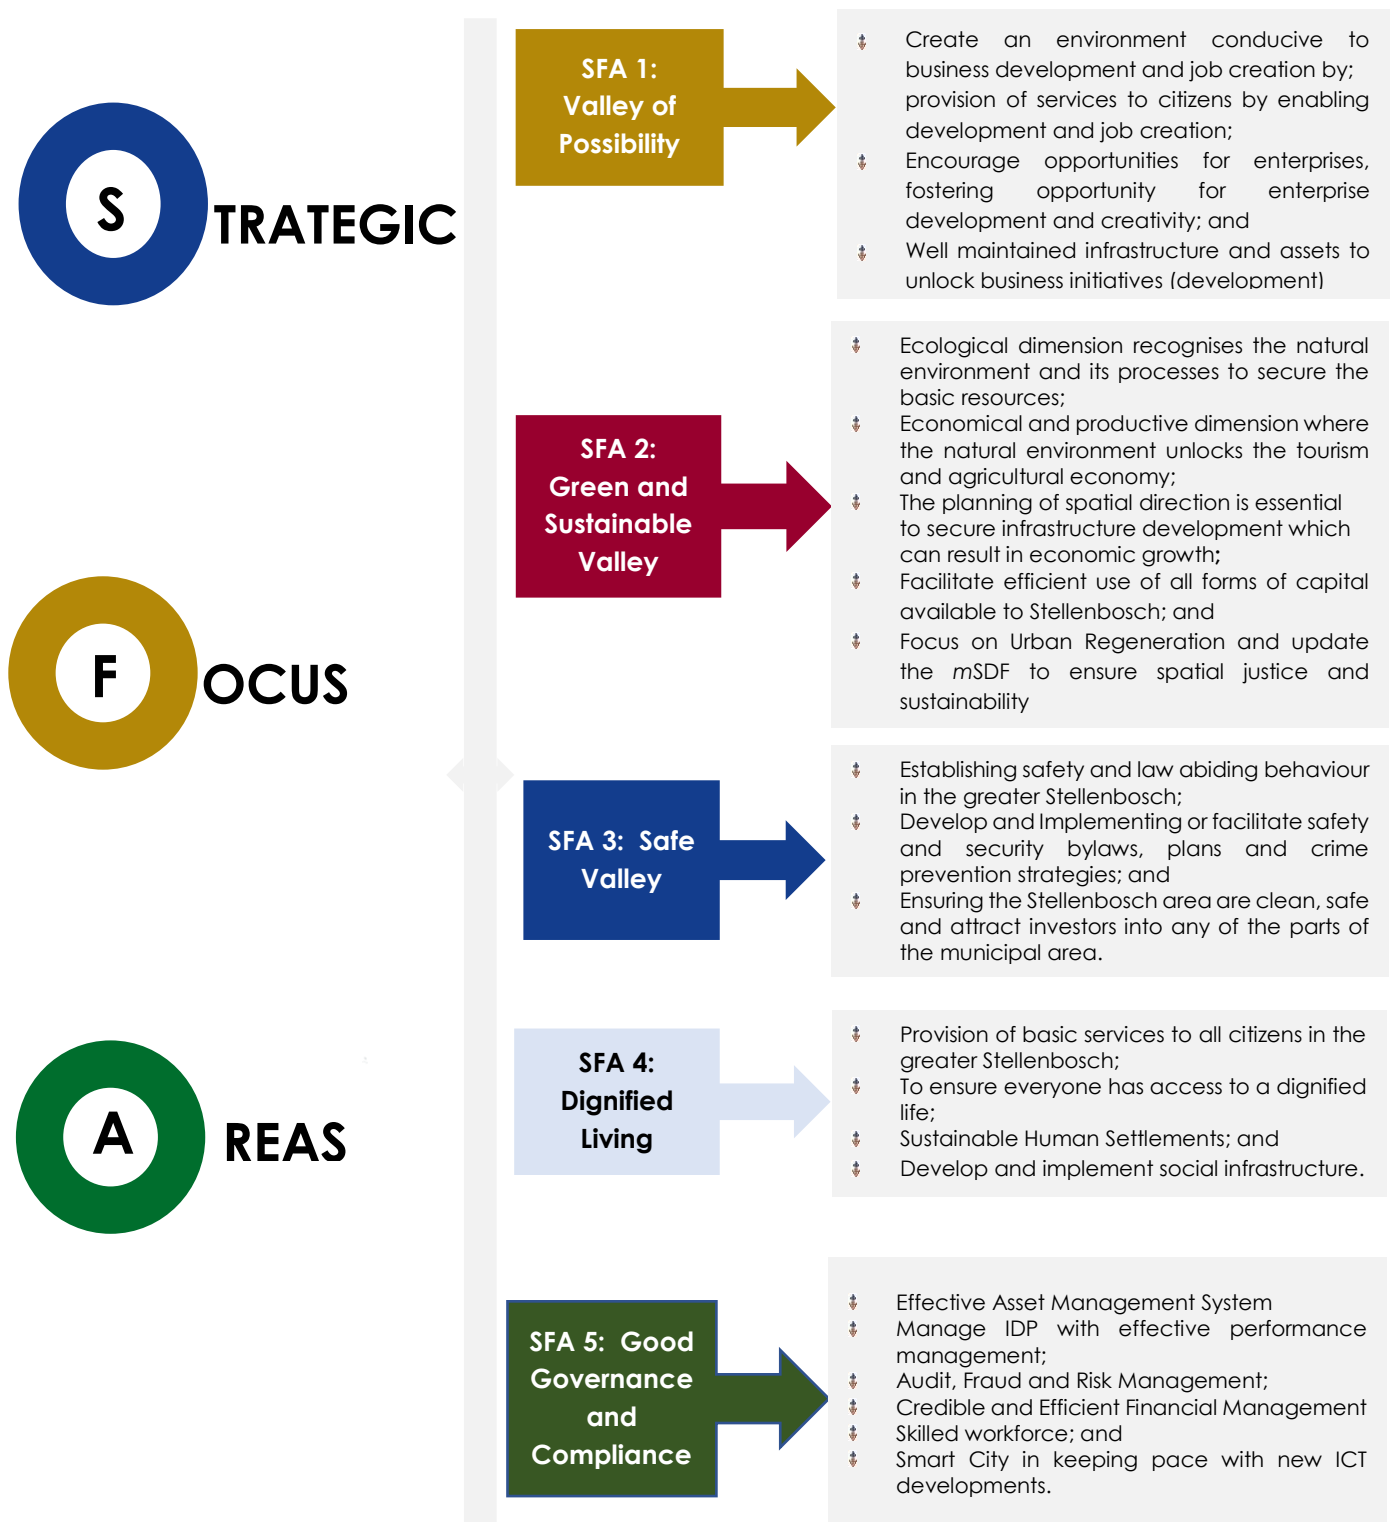 STRATEGIC
FOCUS
AREAS
SFA 1:
Valley of
Possibility
Create an environment conducive to
business development and job creation by;
provision of services to citizens by enabling
development and job creation;
Encourage opportunities for enterprises,
fostering opportunity for enterprise
development and creativity; and
Well maintained infrastructure and assets to
unlock business initiatives (development)
SFA 2:
Green and
Sustainable
Valley
Ecological dimension recognises the natural
environment and its processes to secure the
basic resources;
Economical and productive dimension where
the natural environment unlocks the tourism
and agricultural economy;
The planning of spatial direction is essential
to secure infrastructure development which
can result in economic growth;
Facilitate efficient use of all forms of capital
available to Stellenbosch; and
Focus on Urban Regeneration and update
the mSDF to ensure spatial justice and
sustainability
SFA 3: Safe
Valley
Establishing safety and law abiding behaviour
in the greater Stellenbosch;
Develop and Implementing or facilitate safety
and security bylaws, plans and crime
prevention strategies; and
Ensuring the Stellenbosch area are clean, safe
and attract investors into any of the parts of
the municipal area.
SFA 4:
Dignified
Living
Provision of basic services to all citizens in the
greater Stellenbosch;
To ensure everyone has access to a dignified
life;
Sustainable Human Settlements; and
Develop and implement social infrastructure.
SFA 5: Good
Governance
and
Compliance
Effective Asset Management System
Manage IDP with effective performance
management;
Audit, Fraud and Risk Management;
Credible and Efficient Financial Management
Skilled workforce; and
Smart City in keeping pace with new ICT
developments.